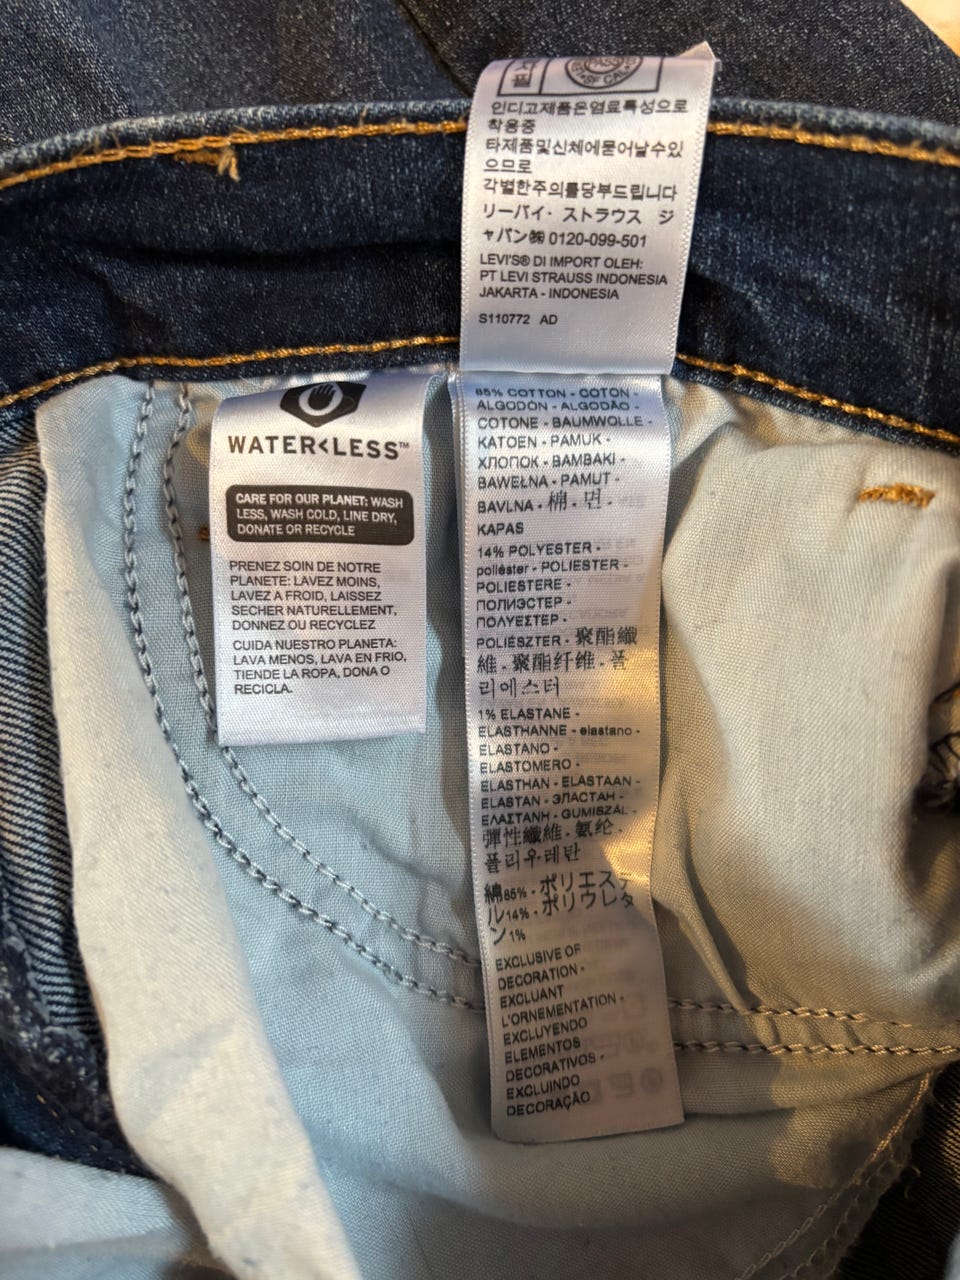 인디고제품은염료특성으로
착용중
타제품및신체에묻어날수있
으므로
각별한주의를당부드립니다
リーバイ・ストラウス ジ
ャパン㈱ 0120-099-501
LEVI'S® DI IMPORT OLEH:
PT LEVI STRAUSS INDONESIA
JAKARTA - INDONESIA
S110772 AD
WATER<LESS™
CARE FOR OUR PLANET: WASH
LESS, WASH COLD, LINE DRY,
DONATE OR RECYCLE
PRENEZ SOIN DE NOTRE
PLANETE: LAVEZ MOINS,
LAVEZ A FROID, LAISSEZ
SECHER NATURELLEMENT,
DONNEZ OU RECYCLEZ
CUIDA NUESTRO PLANETA:
LAVA MENOS, LAVA EN FRIO,
TIENDE LA ROPA, DONA O
RECICLA.
85% COTTON - COTON -
ALGODÓN - ALGODÃO -
COTONE - BAUMWOLLE -
KATOEN - PAMUK -
ХЛОПОК - ΒΑΜΒΑΚΙ -
BAWEŁNA - PAMUT -
BAVLNA - 棉 - 면 -
KAPAS
14% POLYESTER -
poliéster - POLIESTER -
POLIESTERE -
ПОЛИЭСТЕР -
ΠΟΛΥΕΣΤΕΡ -
POLIÉSZTER - 聚酯纖
維 - 聚酯纤维 - 폴
리에스터
1% ELASTANE -
ELASTHANNE - elastano -
ELASTANO -
ELASTOMERO -
ELASTHAN - ELASTAAN -
ELASTAN - ЭЛАСТАН -
ΕΛΑΣΤΑΝΗ - GUMISZÁL -
彈性纖維 - 氨纶 -
폴리우레탄
綿85% - ポリエステ
ル14% - ポリウレタ
ン1%
EXCLUSIVE OF
DECORATION -
EXCLUANT
L'ORNEMENTATION -
EXCLUYENDO
ELEMENTOS
DECORATIVOS -
EXCLUINDO
DECORAÇÃO